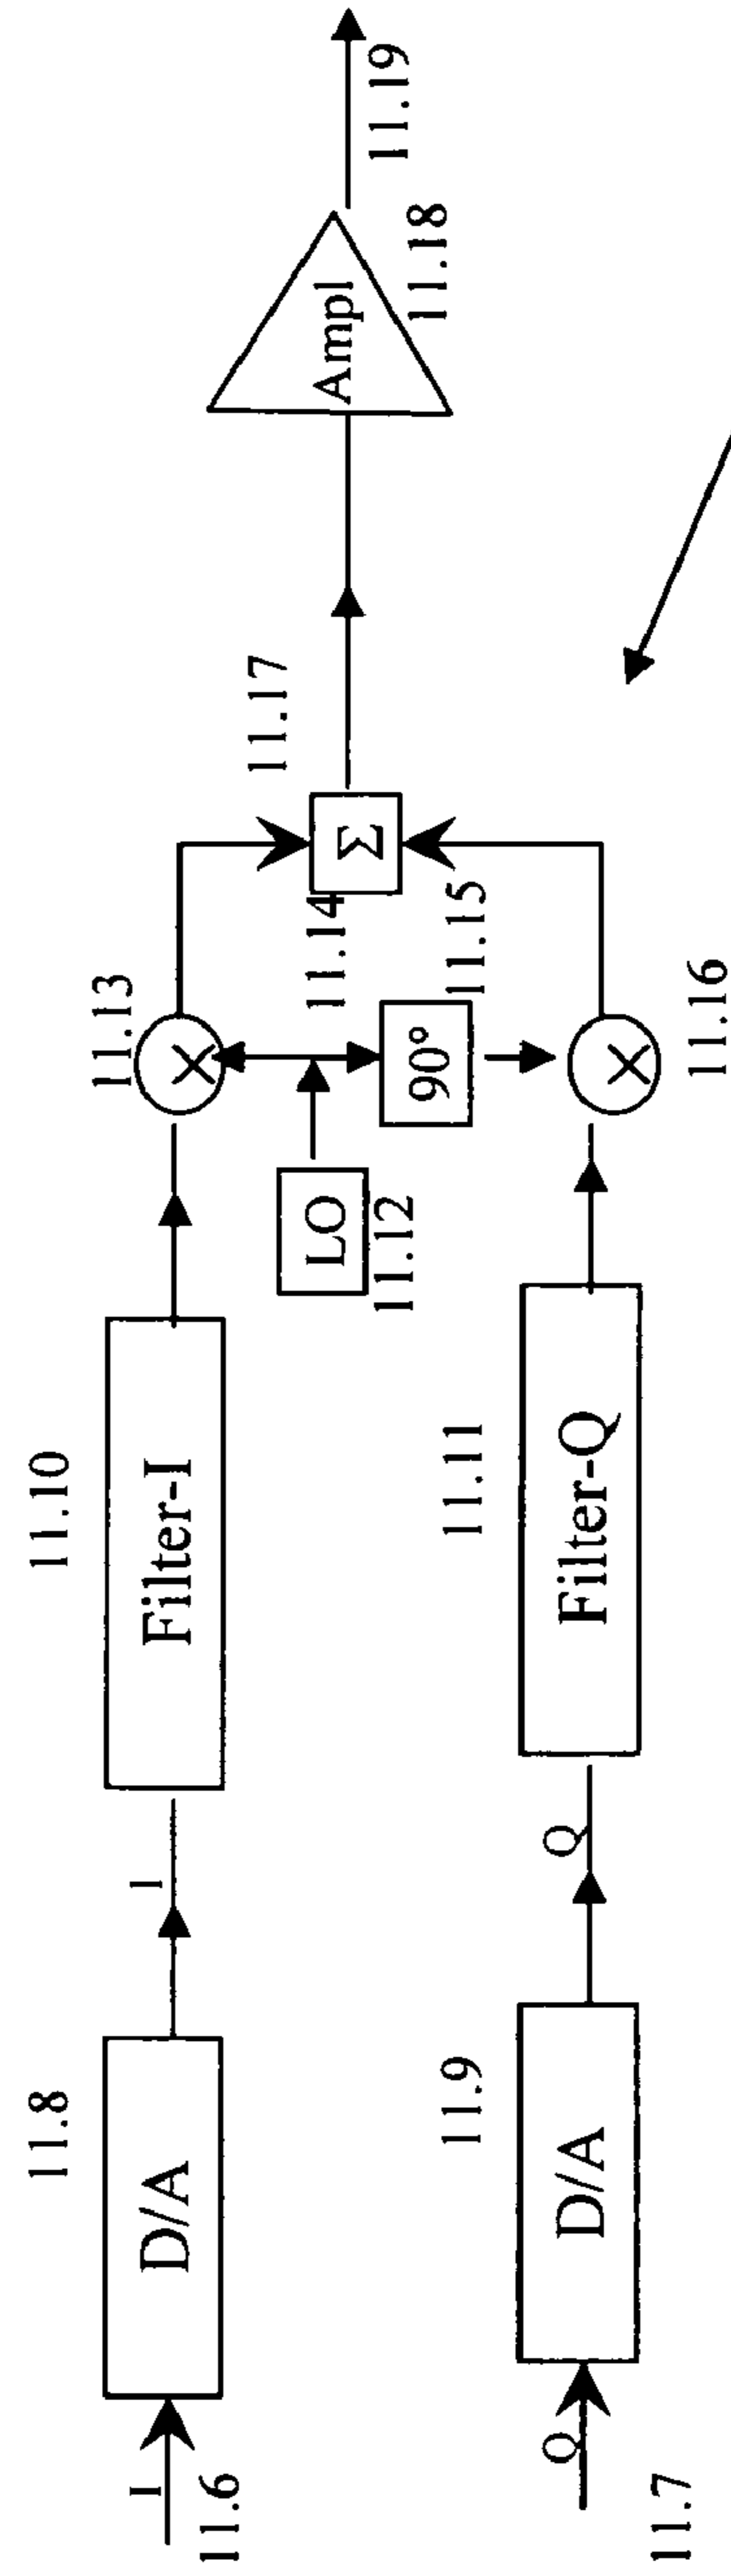 I
11.6
D/A
11.8
I
Filter-I
11.10
X
11.13
LO
11.12
11.14
90°
11.15
Σ
11.17
Ampl
11.18
11.19
Q
11.7
D/A
11.9
Q
Filter-Q
11.11
X
11.16